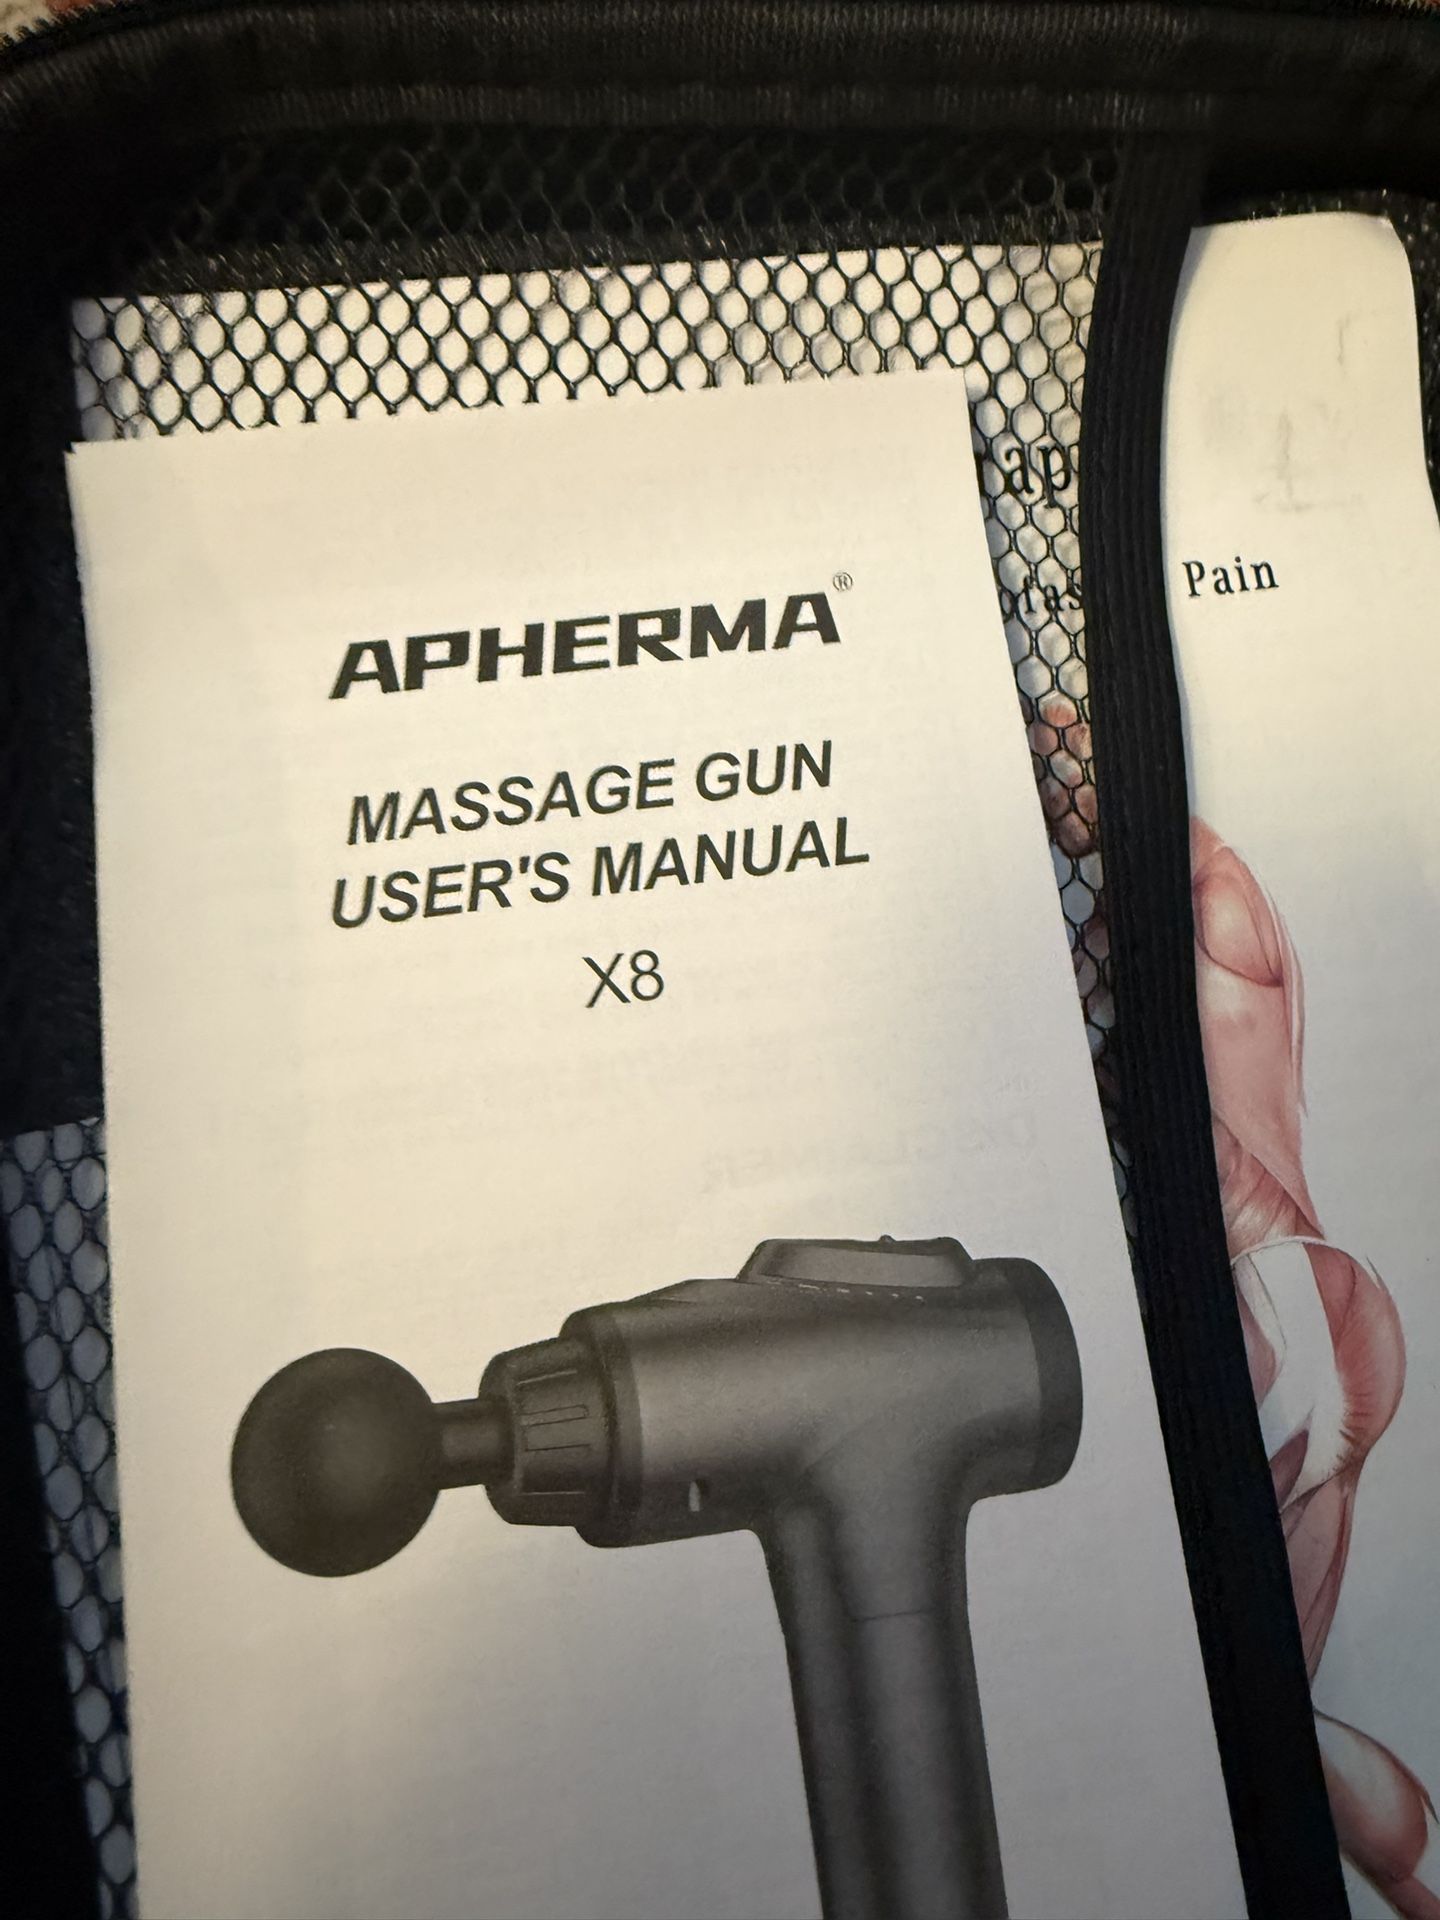 APHERMA®
MASSAGE GUN
USER'S MANUAL
X8
Pain